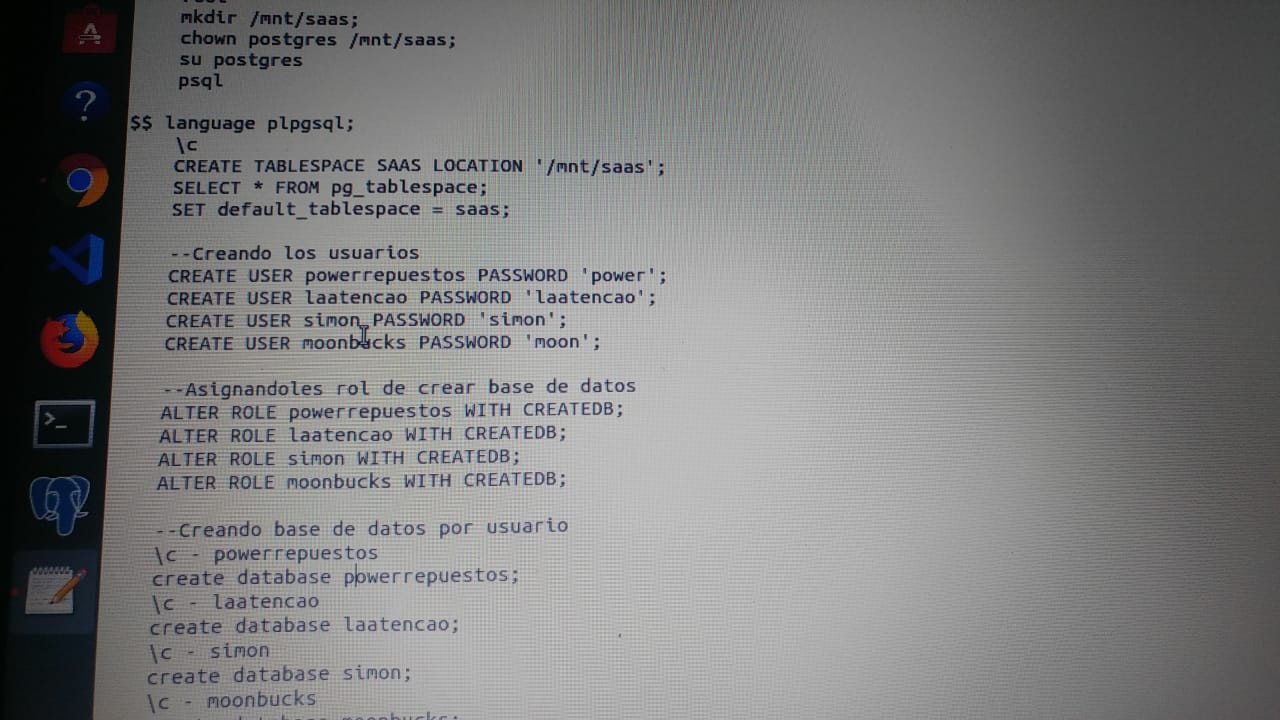 mkdir /mnt/saas;
chown postgres /mnt/saas;
su postgres
psql
$$ language plpgsql;
\c
CREATE TABLESPACE SAAS LOCATION '/mnt/saas';
SELECT * FROM pg_tablespace;
SET default_tablespace = saas;
--Creando los usuarios
CREATE USER powerrepuestos PASSWORD 'power';
CREATE USER laatencao PASSWORD 'laatencao';
CREATE USER simon PASSWORD 'simon';
CREATE USER moonbucks PASSWORD 'moon';
--Asignandoles rol de crear base de datos
ALTER ROLE powerrepuestos WITH CREATEDB;
ALTER ROLE laatencao WITH CREATEDB;
ALTER ROLE simon WITH CREATEDB;
ALTER ROLE moonbucks WITH CREATEDB;
--Creando base de datos por usuario
\c - powerrepuestos
create database powerrepuestos;
\c - laatencao
create database laatencao;
\c - simon
create database simon;
\c - moonbucks